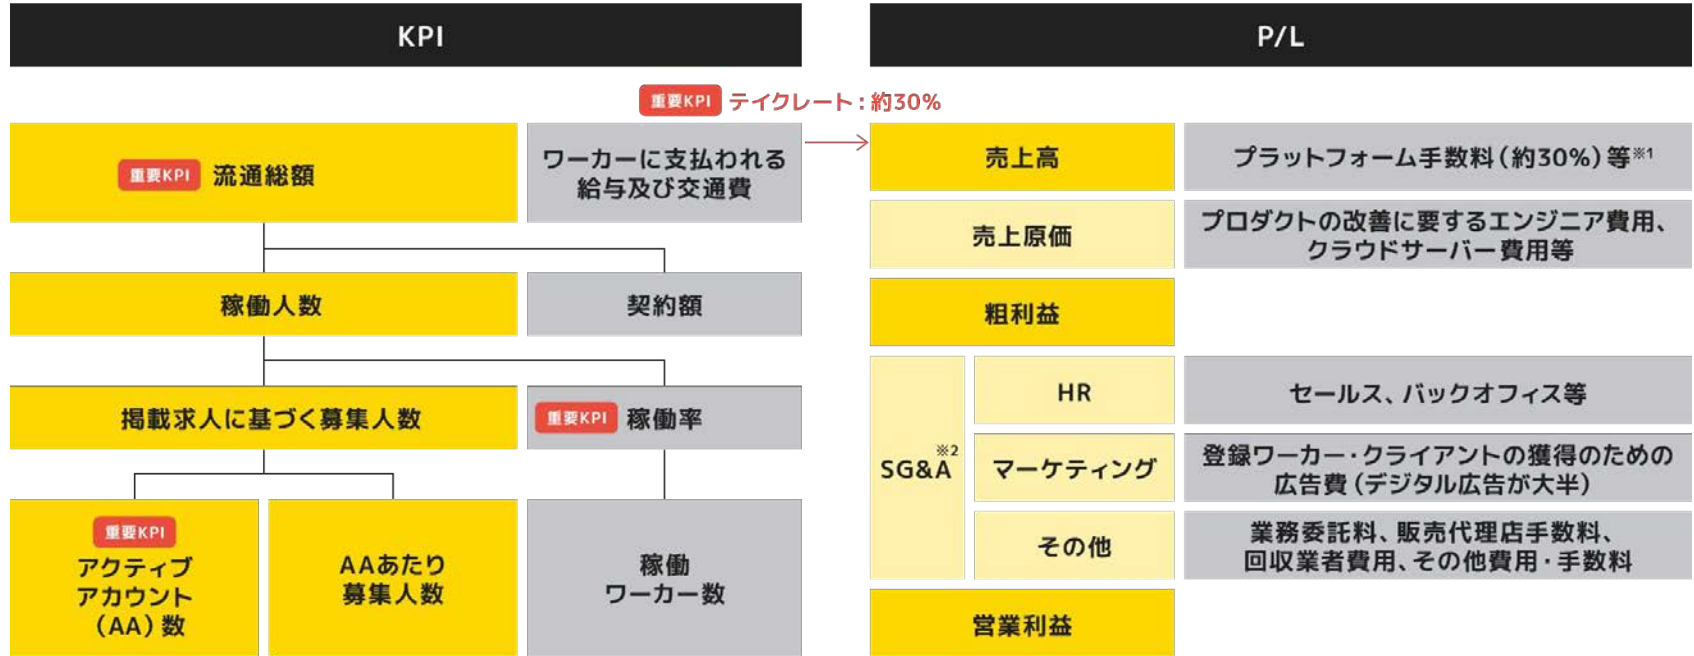 KPI
P/L
重要KPI テイクレート：約30%
重要KPI 流通総額
ワーカーに支払われる
給与及び交通費
稼働人数
契約額
掲載求人に基づく募集人数
重要KPI 稼働率
重要KPI
アクティブ
アカウント
（AA）数
AAあたり
募集人数
稼働
ワーカー数
売上高
プラットフォーム手数料（約30%）等※1
売上原価
プロダクトの改善に要するエンジニア費用、
クラウドサーバー費用等
粗利益
SG&A※2
HR
セールス、バックオフィス等
マーケティング
登録ワーカー・クライアントの獲得のための
広告費（デジタル広告が大半）
その他
業務委託料、販売代理店手数料、
回収業者費用、その他費用・手数料
営業利益